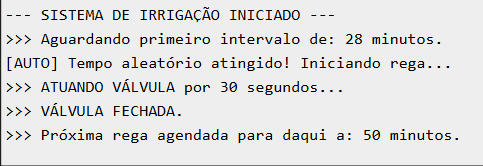 --- SISTEMA DE IRRIGAÇÃO INICIADO ---
>>> Aguardando primeiro intervalo de: 28 minutos.
[AUTO] Tempo aleatório atingido! Iniciando rega...
>>> ATUANDO VÁLVULA por 30 segundos...
>>> VÁLVULA FECHADA.
>>> Próxima rega agendada para daqui a: 50 minutos.